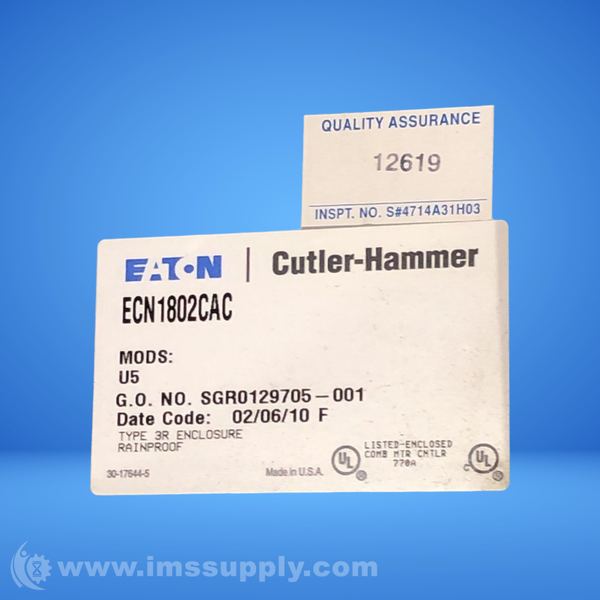 QUALITY ASSURANCE
12619
INSPT. NO. S#4714A31H03
EATON | Cutler-Hammer
ECN1802CAC
MODS:
U5
G.O. NO. SGR0129705-001
Date Code: 02/06/10 F
TYPE 3R ENCLOSURE
RAINPROOF
30-17644-5
Made in U.S.A.
UL
LISTED-ENCLOSED
COMB MTR CNTLR
770A
c UL
www.imssupply.com